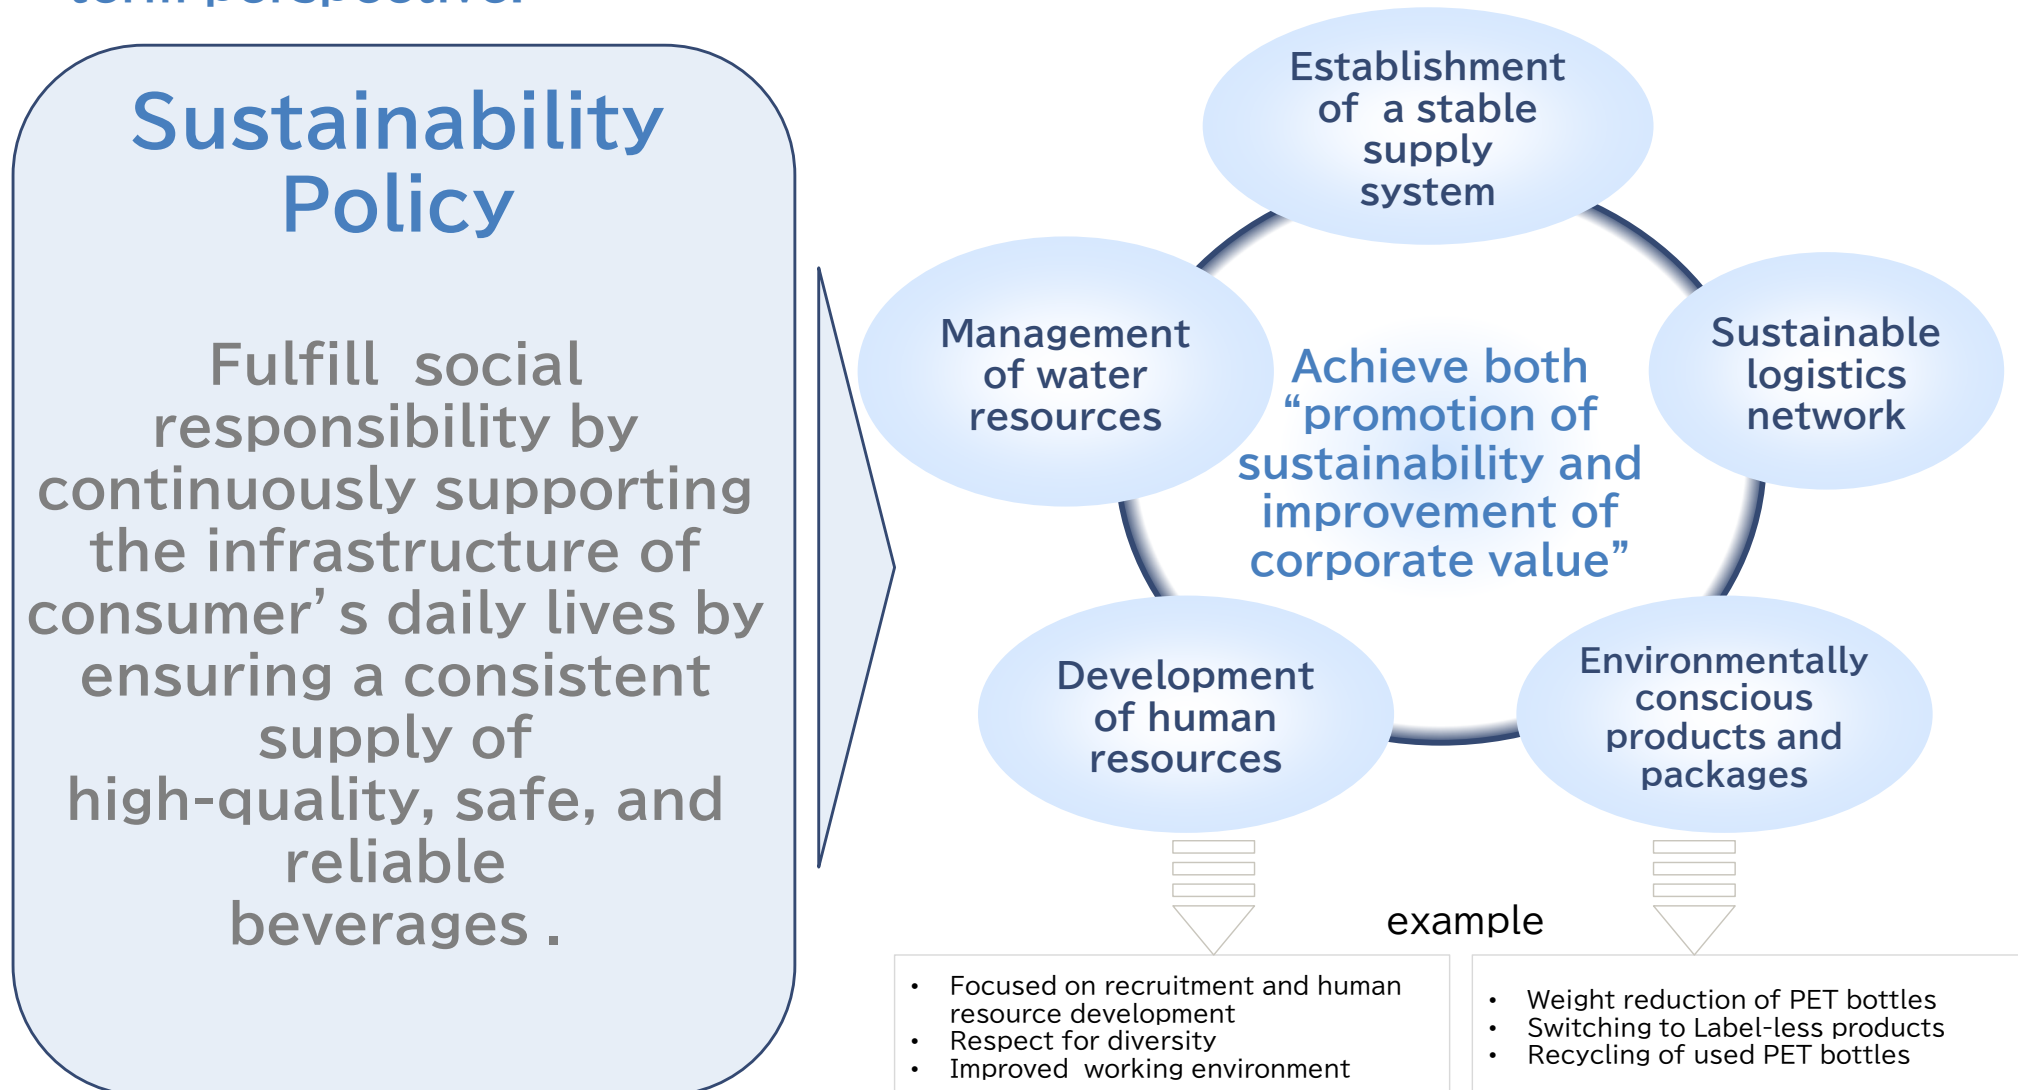 term perspective.
Sustainability
Policy
Fulfill social
responsibility by
continuously supporting
the infrastructure of
consumer’s daily lives by
ensuring a consistent
supply of
high-quality, safe, and
reliable
beverages .
Establishment
of a stable
supply
system
Management
of water
resources
Sustainable
logistics
network
Achieve both
“promotion of
sustainability and
improvement of
corporate value”
Development
of human
resources
Environmentally
conscious
products and
packages
example
• Focused on recruitment and human
resource development
• Respect for diversity
• Improved working environment
• Weight reduction of PET bottles
• Switching to Label-less products
• Recycling of used PET bottles